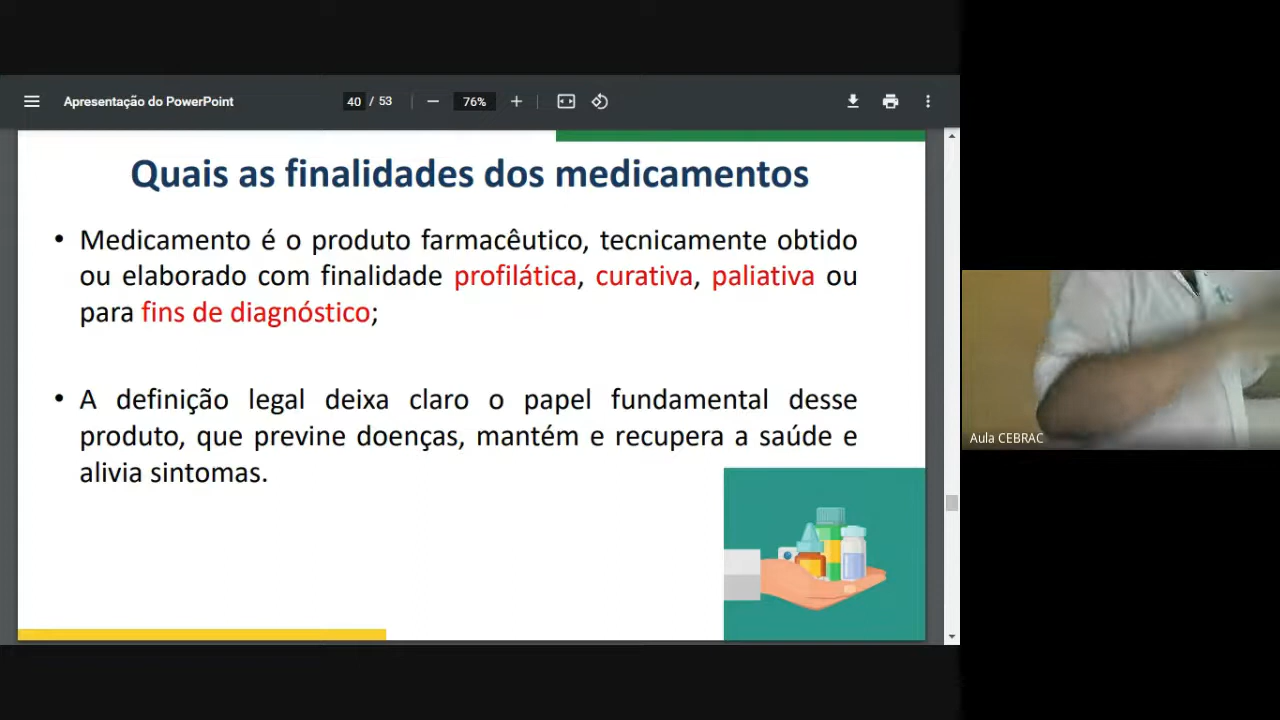 Apresentação do PowerPoint
40 / 53
76%
Quais as finalidades dos medicamentos
• Medicamento é o produto farmacêutico, tecnicamente obtido
ou elaborado com finalidade profilática, curativa, paliativa ou
para fins de diagnóstico;
• A definição legal deixa claro o papel fundamental desse
produto, que previne doenças, mantém e recupera a saúde e
alivia sintomas.
Aula CEBRAC